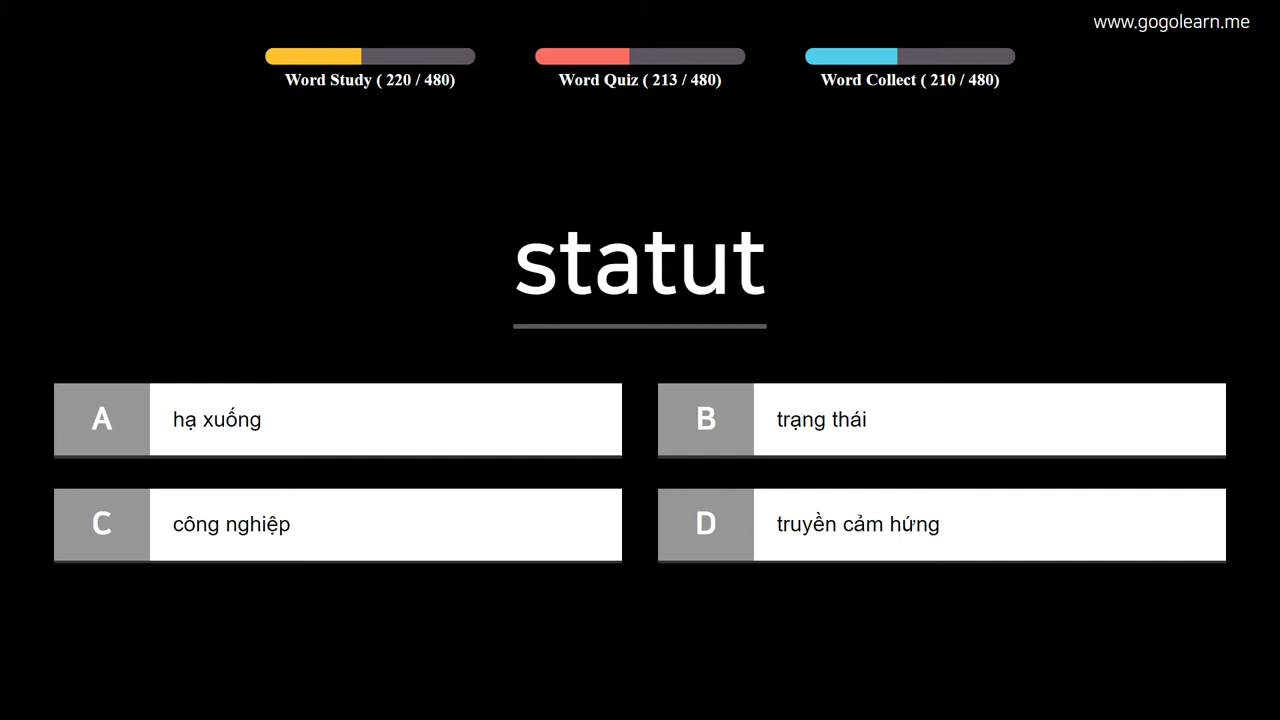 www.gogolearn.me
Word Study ( 220 / 480)
Word Quiz ( 213 / 480)
Word Collect ( 210 / 480)
statut
A hạ xuống
B trạng thái
C công nghiệp
D truyền cảm hứng